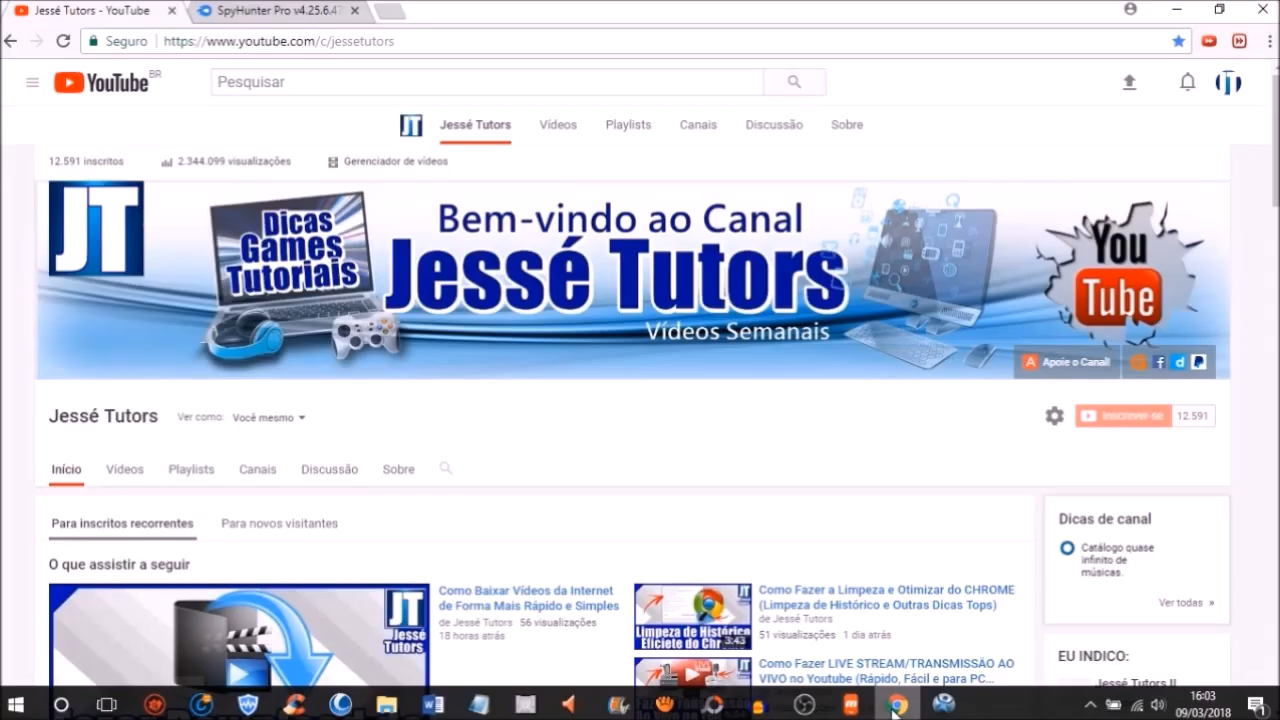 Jessé Tutors - YouTube
SpyHunter Pro v4.25.6.47
Seguro
https://www.youtube.com/c/jessetutors
YouTube BR
Pesquisar
JT Jessé Tutors Vídeos Playlists Canais Discussão Sobre
12.591 inscritos 2.344.099 visualizações Gerenciador de vídeos
JT
Dicas
Games
Tutoriais
Bem-vindo ao Canal
Jessé Tutors
Vídeos Semanais
You
Tube
Apoie o Canal!
Jessé Tutors Ver como: Você mesmo
Inscrever-se 12.591
Início Vídeos Playlists Canais Discussão Sobre
Para inscritos recorrentes Para novos visitantes
O que assistir a seguir
JT
Jessé
Tutors
Como Baixar Vídeos da Internet
de Forma Mais Rápido e Simples
de Jessé Tutors 56 visualizações
18 horas atrás
Limpeza de Histórico
Eficiete do Chr
3:43
Como Fazer a Limpeza e Otimizar do CHROME
(Limpeza de Histórico e Outras Dicas Tops)
de Jessé Tutors
51 visualizações 1 dia atrás
Como Fazer LIVE STREAM/TRANSMISSÃO AO
VIVO no Youtube (Rápido, Fácil e para PC...
Dicas de canal
Catálogo quase
infinito de
músicas.
Ver todas »
EU INDICO:
Jessé Tutors II
16:03
09/03/2018